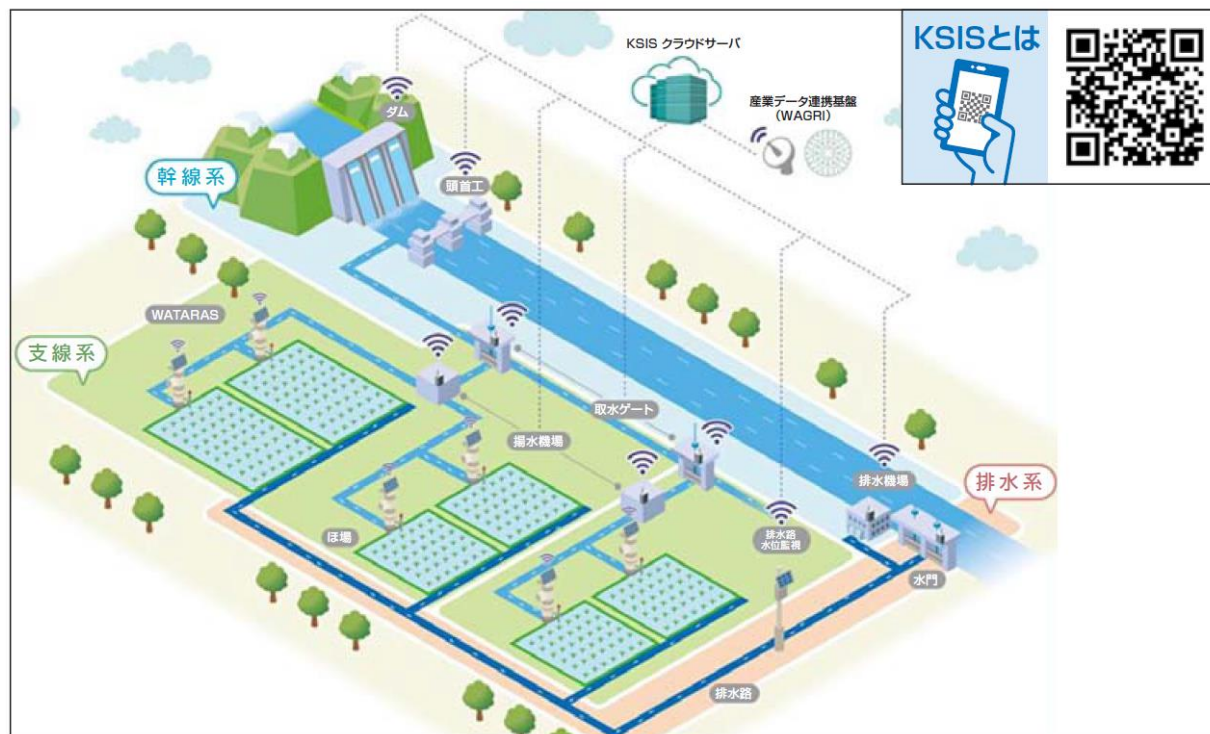 KSIS クラウドサーバ
産業データ連携基盤
(WAGRI)
KSISとは
ダム
頭首工
幹線系
WATARAS
支線系
取水ゲート
揚水機場
排水機場
排水系
ほ場
排水路
水位監視
水門
排水路